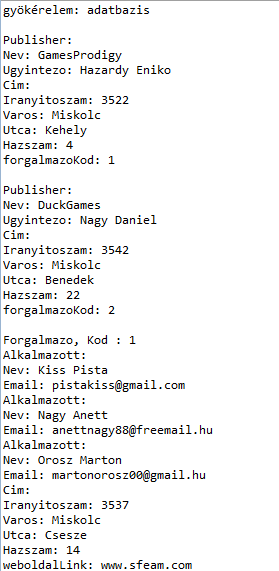 gyökérelem: adatbazis
Publisher:
Nev: GamesProdigy
Ugyintezo: Hazardy Eniko
Cim:
Iranyitoszam: 3522
Varos: Miskolc
Utca: Kehely
Hazszam: 4
forgalmazoKod: 1
Publisher:
Nev: DuckGames
Ugyintezo: Nagy Daniel
Cim:
Iranyitoszam: 3542
Varos: Miskolc
Utca: Benedek
Hazszam: 22
forgalmazoKod: 2
Forgalmazo, Kod : 1
Alkalmazott:
Nev: Kiss Pista
Email: pistakiss@gmail.com
Alkalmazott:
Nev: Nagy Anett
Email: anettnagy88@freemail.hu
Alkalmazott:
Nev: Orosz Marton
Email: martonorosz00@gmail.hu
Cim:
Iranyitoszam: 3537
Varos: Miskolc
Utca: Csesze
Hazszam: 14
weboldalLink: www.sfeam.com